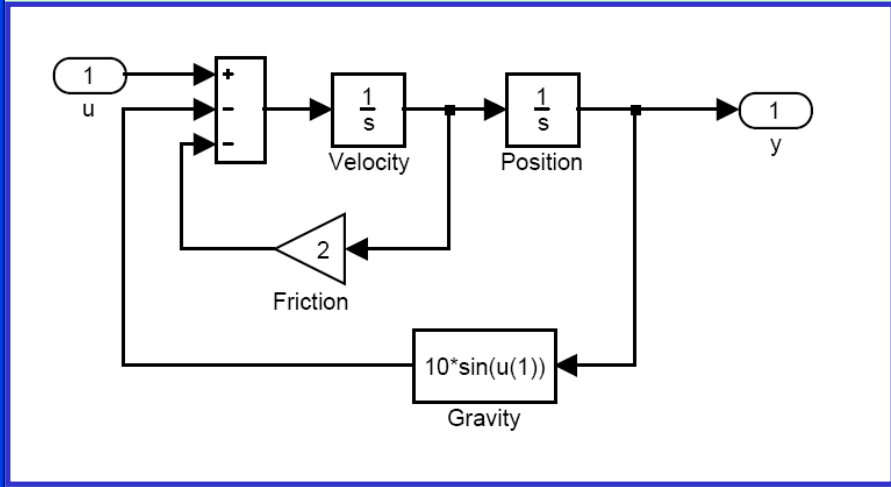 1
u
+
-
-
1
s
Velocity
1
s
Position
1
y
2
Friction
10*sin(u(1))
Gravity